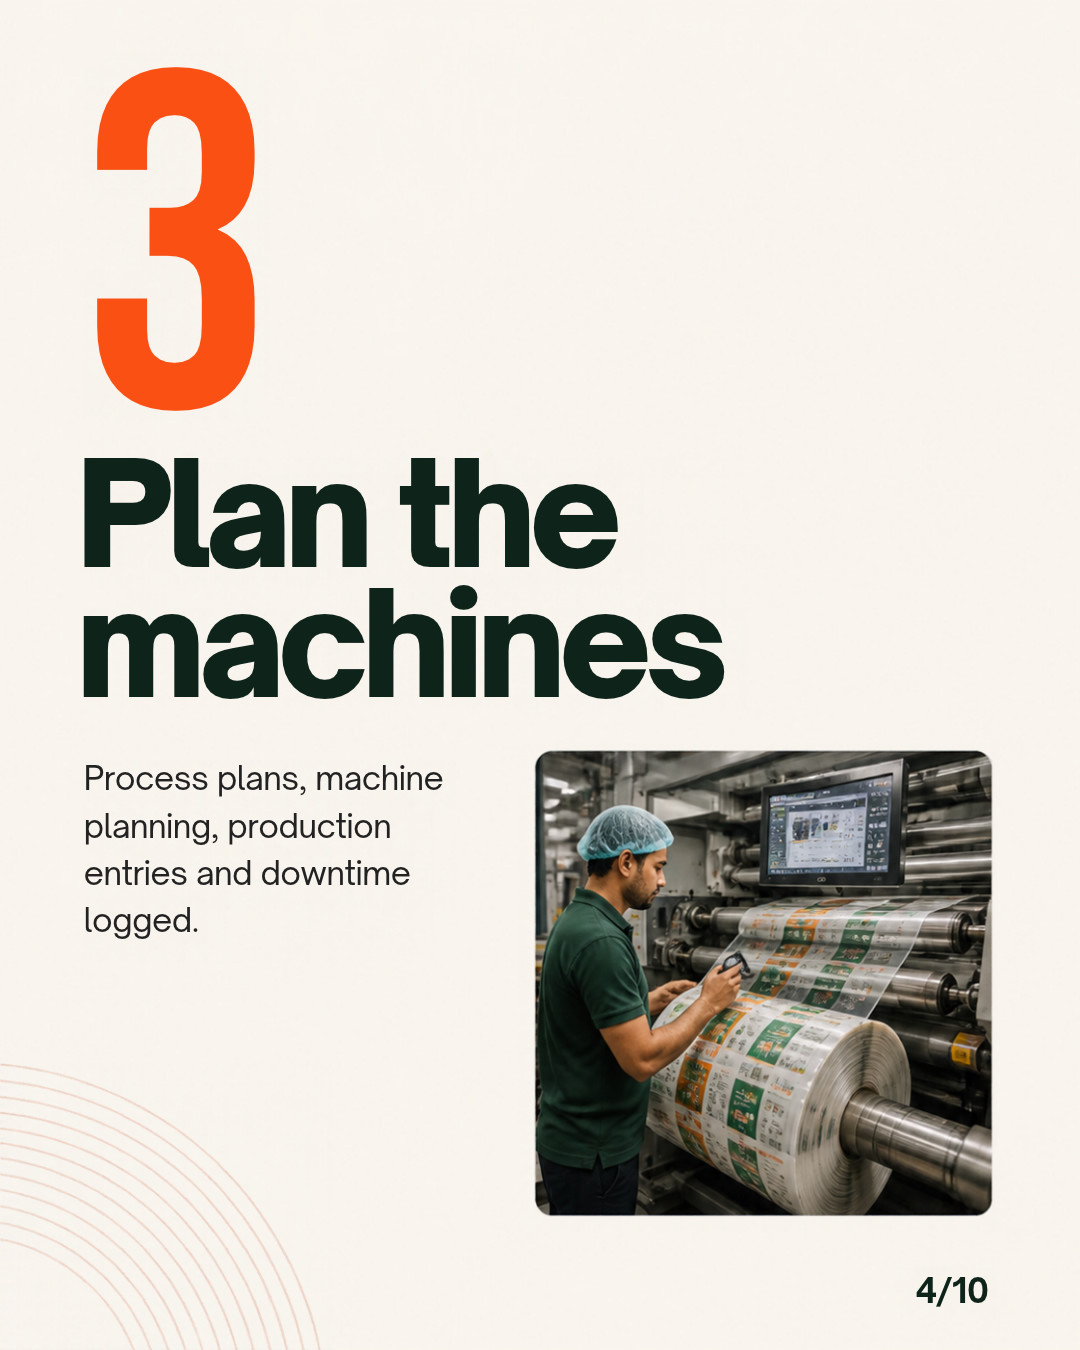 3
Plan the
machines
Process plans, machine
planning, production
entries and downtime
logged.
4/10